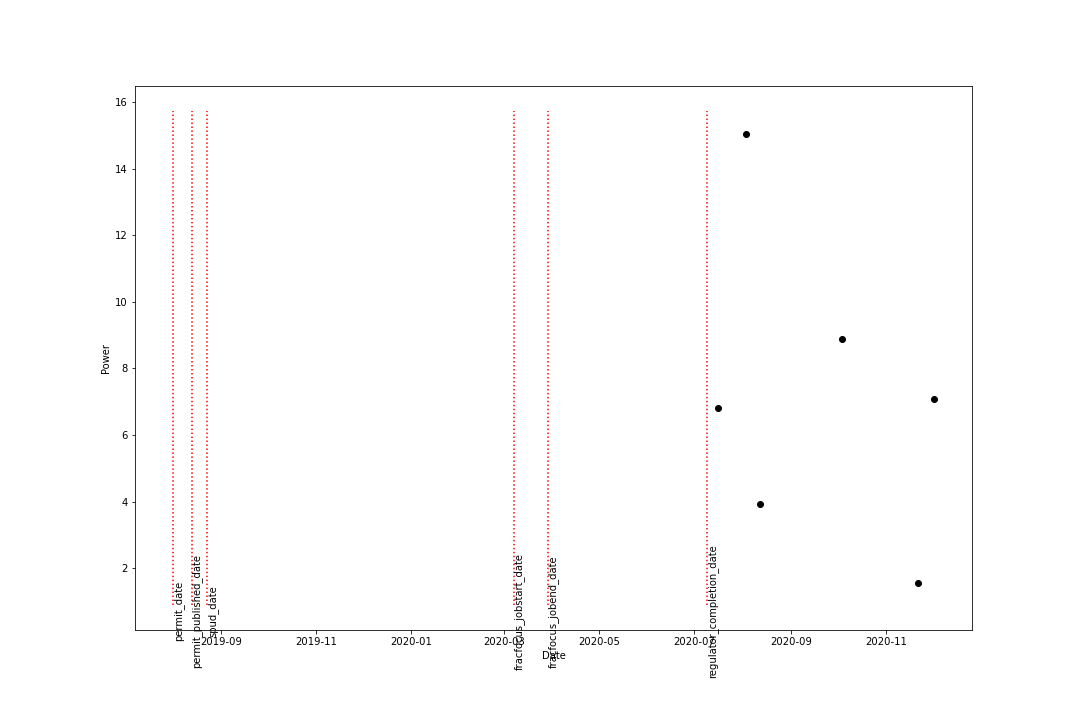 16
14
12
10
8
6
4
2
Power
permit_date
permit_published_date
spud_date
fracfocus_jobstart_date
fracfocus_jobend_date
regulator_completion_date
2019-09
2019-11
2020-01
2020-03
2020-05
2020-07
2020-09
2020-11
Date